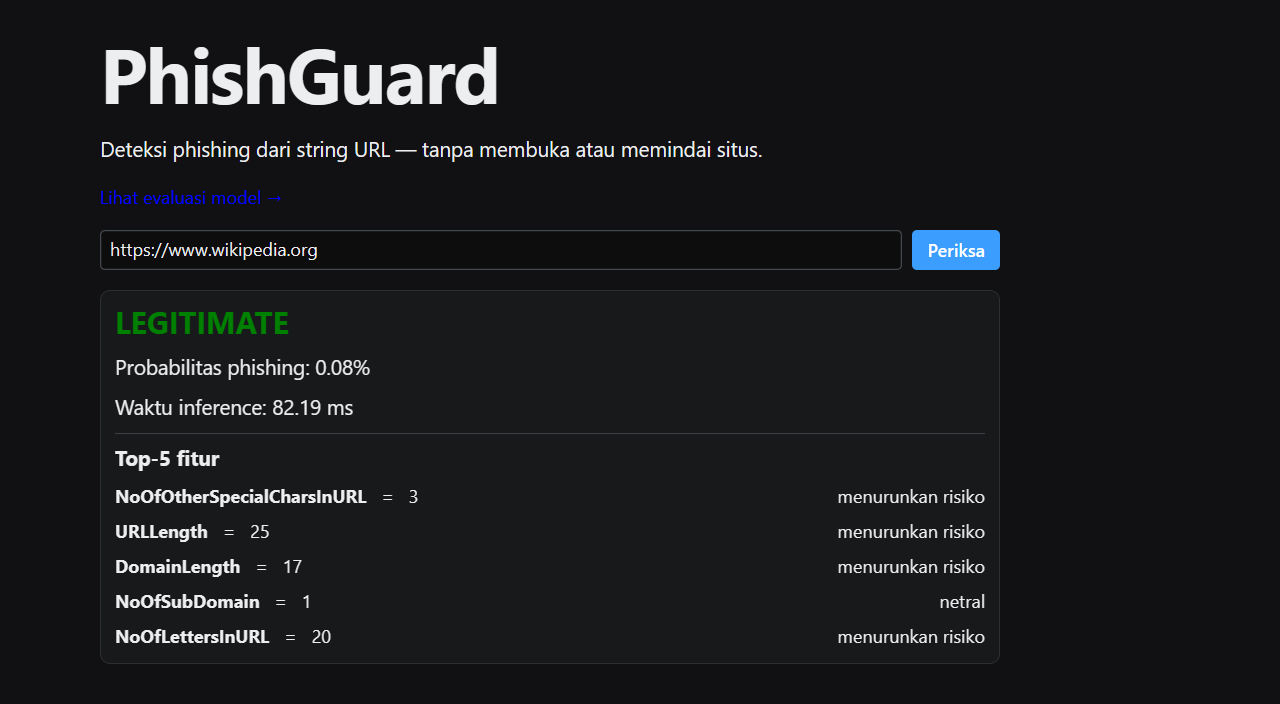 PhishGuard
Deteksi phishing dari string URL — tanpa membuka atau memindai situs.
Lihat evaluasi model →
https://www.wikipedia.org Periksa
LEGITIMATE
Probabilitas phishing: 0.08%
Waktu inference: 82.19 ms
Top-5 fitur
NoOfOtherSpecialCharsInURL = 3 menurunkan risiko
URLLength = 25 menurunkan risiko
DomainLength = 17 menurunkan risiko
NoOfSubDomain = 1 netral
NoOfLettersInURL = 20 menurunkan risiko